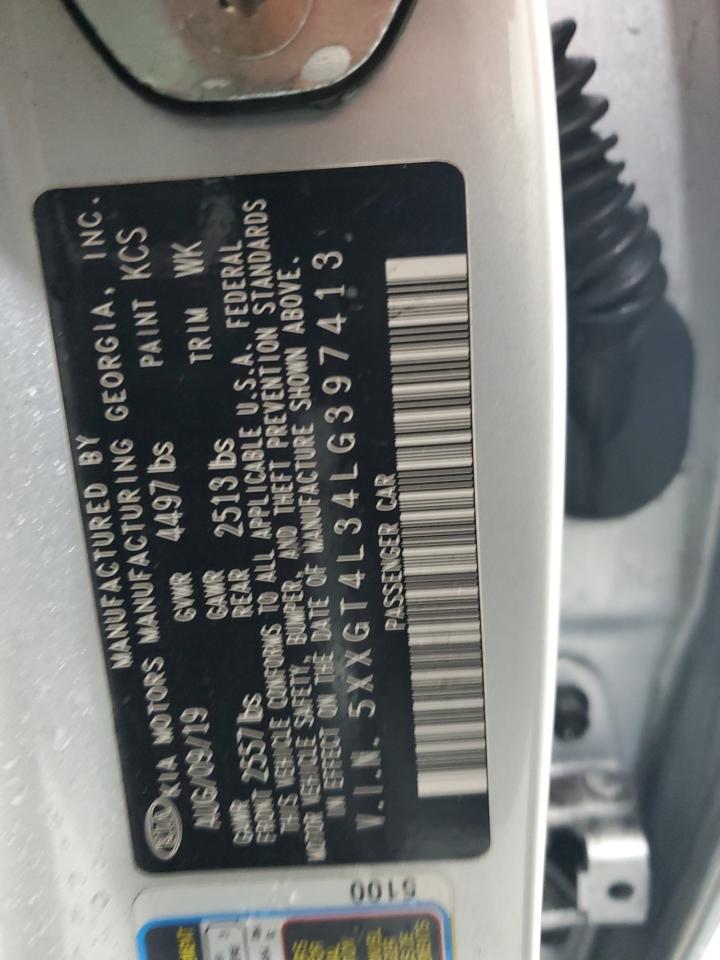 KIA
MANUFACTURED BY
KIA MOTORS MANUFACTURING GEORGIA, INC.
AUG/09/19 GVWR 4497 lbs PAINT KCS
GAWR FRONT 2557 lbs GAWR REAR 2513 lbs TRIM WK
THIS VEHICLE CONFORMS TO ALL APPLICABLE U.S.A. FEDERAL
MOTOR VEHICLE SAFETY, BUMPER, AND THEFT PREVENTION STANDARDS
IN EFFECT ON THE DATE OF MANUFACTURE SHOWN ABOVE.
V.I.N. 5XXGT4L34LG397413
PASSENGER CAR
5100